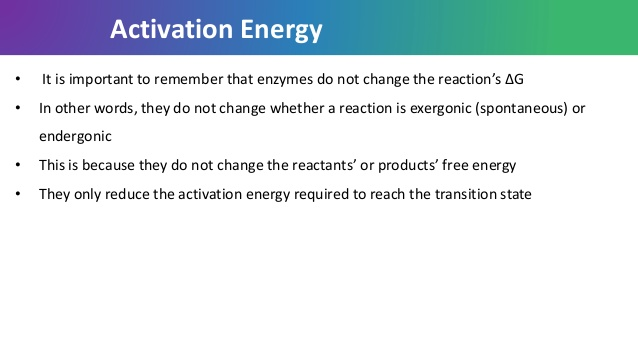 Activation Energy
• It is important to remember that enzymes do not change the reaction’s ΔG
• In other words, they do not change whether a reaction is exergonic (spontaneous) or
endergonic
• This is because they do not change the reactants’ or products’ free energy
• They only reduce the activation energy required to reach the transition state